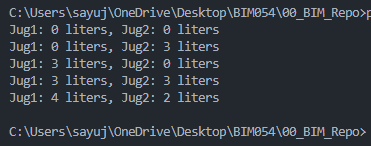 C:\Users\sayuj\OneDrive\Desktop\BIM054\00_BIM_Repo>
Jug1: 0 liters, Jug2: 0 liters
Jug1: 0 liters, Jug2: 3 liters
Jug1: 3 liters, Jug2: 0 liters
Jug1: 3 liters, Jug2: 3 liters
Jug1: 4 liters, Jug2: 2 liters
C:\Users\sayuj\OneDrive\Desktop\BIM054\00_BIM_Repo>